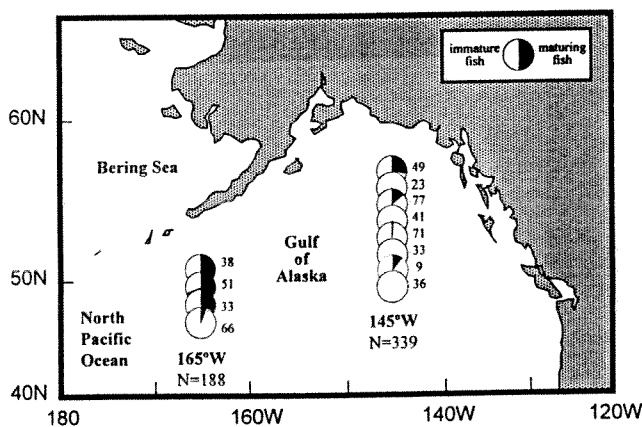 immature fish
maturing fish
60N
Bering Sea
49
23
77
41
71
33
9
36
Gulf
of
Alaska
38
51
33
66
50N
North
Pacific
Ocean
165°W
N=188
145°W
N=339
40N
180
160W
140W
120W